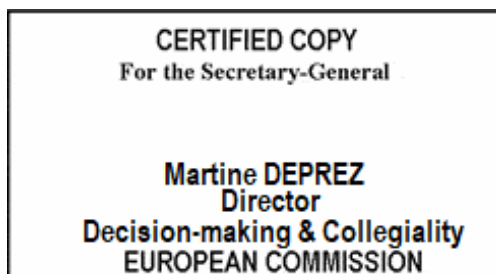 CERTIFIED COPY
For the Secretary-General
Martine DEPREZ
Director
Decision-making & Collegiality
EUROPEAN COMMISSION